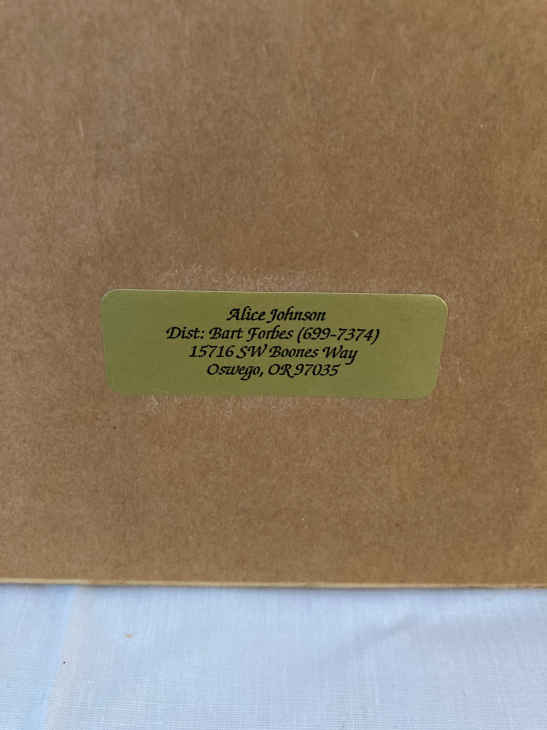 Alice Johnson
Dist: Bart Forbes (699-7374)
15716 SW Boones Way
Oswego, OR 97035